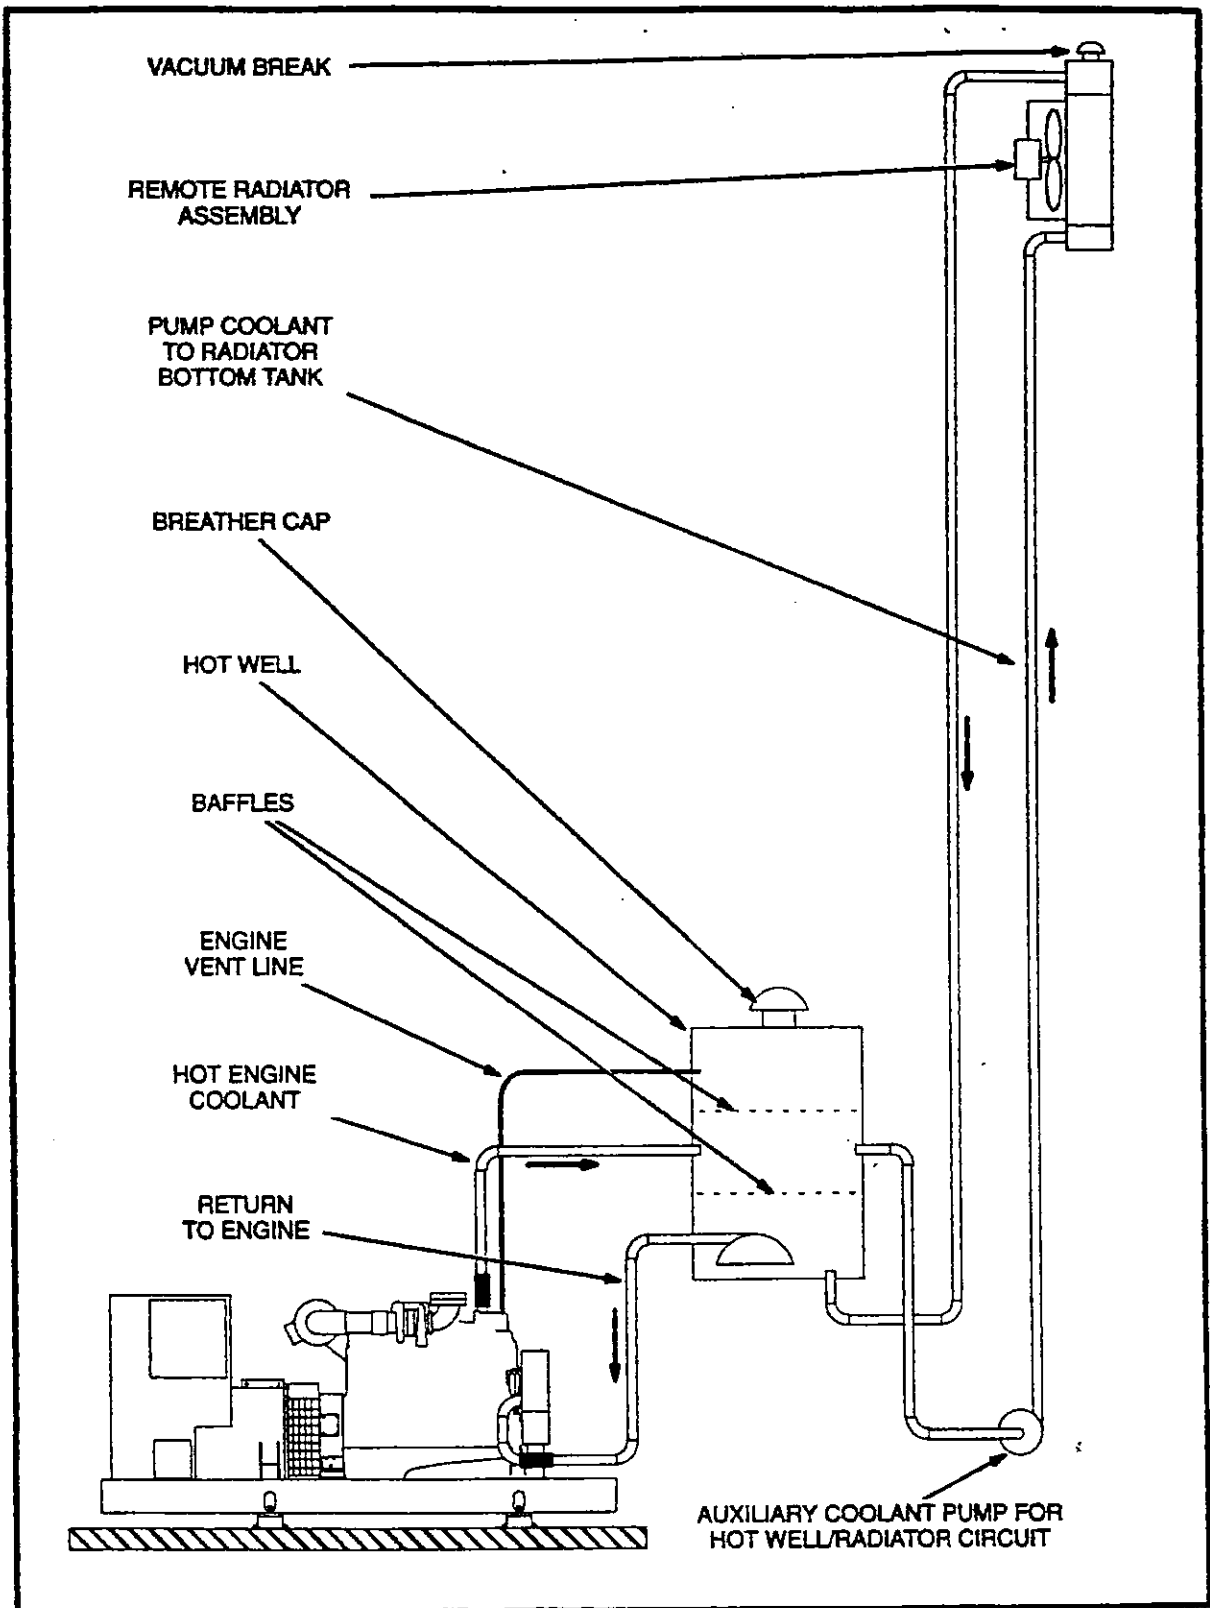 VACUUM BREAK
REMOTE RADIATOR
ASSEMBLY
PUMP COOLANT
TO RADIATOR
BOTTOM TANK
BREATHER CAP
HOT WELL
BAFFLES
ENGINE
VENT LINE
HOT ENGINE
COOLANT
RETURN
TO ENGINE
AUXILIARY COOLANT PUMP FOR
HOT WELL/RADIATOR CIRCUIT